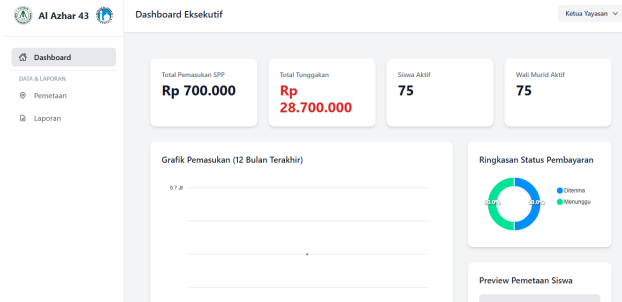 Al Azhar 43
Dashboard Eksekutif
Ketua Yayasan
Dashboard
DATA & LAPORAN
Pemetaan
Laporan
Total Pemasukan SPP
Rp 700.000
Total Tunggakan
Rp
28.700.000
Siswa Aktif
75
Wali Murid Aktif
75
Grafik Pemasukan (12 Bulan Terakhir)
0.7 Jt
Ringkasan Status Pembayaran
50.0%
50.0%
Diterima
Menunggu
Preview Pemetaan Siswa